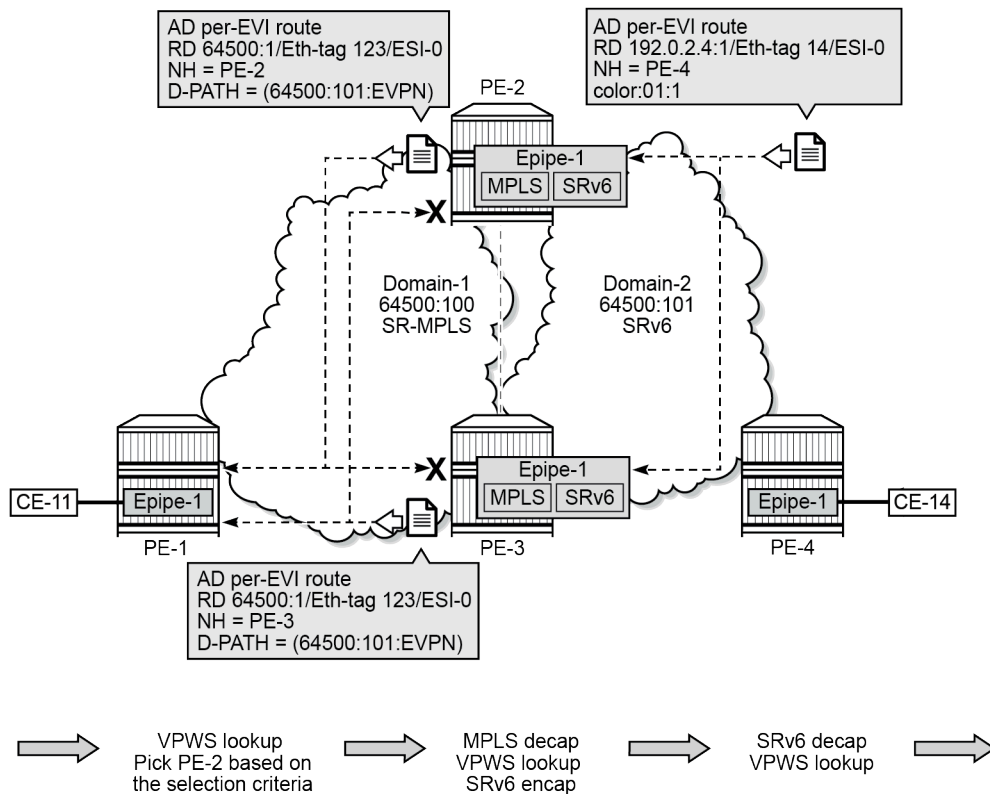 AD per-EVI route
RD 64500:1/Eth-tag 123/ESI-0
NH = PE-2
D-PATH = (64500:101:EVPN)
PE-2
AD per-EVI route
RD 192.0.2.4:1/Eth-tag 14/ESI-0
NH = PE-4
color:01:1
Epipe-1
MPLS SRv6
X
Domain-1
64500:100
SR-MPLS
Domain-2
64500:101
SRv6
X
CE-11
Epipe-1
PE-1
Epipe-1
MPLS SRv6
PE-3
Epipe-1
PE-4
CE-14
AD per-EVI route
RD 64500:1/Eth-tag 123/ESI-0
NH = PE-3
D-PATH = (64500:101:EVPN)
VPWS lookup
Pick PE-2 based on
the selection criteria
MPLS decap
VPWS lookup
SRv6 encap
SRv6 decap
VPWS lookup